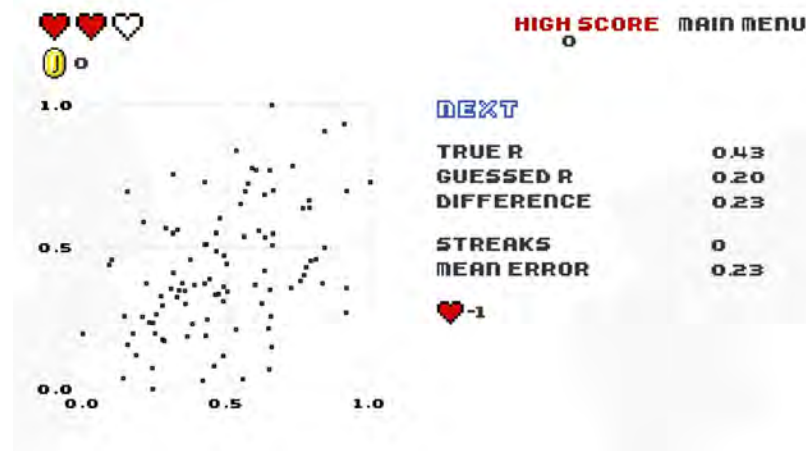 HIGH SCORE MAIN MENU
0
J 0
1.0
0.5
0.0
0.0 0.5 1.0
NEXT
TRUE R 0.43
GUESSED R 0.20
DIFFERENCE 0.23
STREAKS 0
MEAN ERROR 0.23
-1